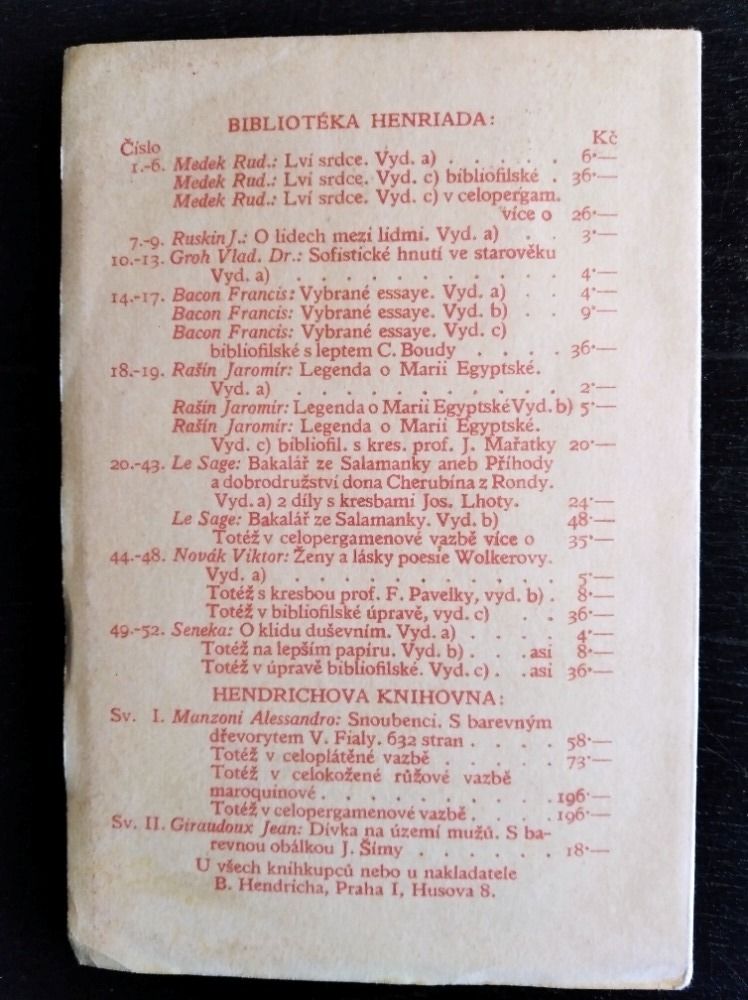 BIBLIOTÉKA HENRIADA:
Číslo Kč
1.-6. Medek Rud.: Lví srdce. Vyd. a) . . . . . 6·—
Medek Rud.: Lví srdce. Vyd. c) bibliofilské . 36·—
Medek Rud.: Lví srdce. Vyd. c) v celopergam.
více o 26·—
7.-9. Ruskin J.: O lidech mezi lidmi. Vyd. a) . . 3·—
10.-13. Groh Vlad. Dr.: Sofistické hnutí ve starověku
Vyd. a) . . . . . . . . . . . 4·—
14.-17. Bacon Francis: Vybrané essaye. Vyd. a) . . 4·—
Bacon Francis: Vybrané essaye. Vyd. b) . . 9·—
Bacon Francis: Vybrané essaye. Vyd. c)
bibliofilské s leptem C. Boudy . . . . 36·—
18.-19. Rašín Jaromír: Legenda o Marii Egyptské.
Vyd. a) . . . . . . . . . . . 2·—
Rašín Jaromír: Legenda o Marii Egyptské Vyd. b) 5·—
Rašín Jaromír: Legenda o Marii Egyptské.
Vyd. c) bibliofil. s kres. prof. J. Mařatky 20·—
20.-43. Le Sage: Bakalář ze Salamanky aneb Příhody
a dobrodružství dona Cherubína z Rondy.
Vyd. a) 2 díly s kresbami Jos. Lhoty. 24·—
Le Sage: Bakalář ze Salamanky. Vyd. b) 48·—
Totéž v celopergamenové vazbě více o 35·—
44.-48. Novák Viktor: Ženy a lásky poesie Wolkerovy.
Vyd. a) . . . . . . . . . . . 5·—
Totéž s kresbou prof. F. Pavelky, vyd. b) . 8·—
Totéž v bibliofilské úpravě, vyd. c) . . 36·—
49.-52. Seneka: O klidu duševním. Vyd. a) . . . . 4·—
Totéž na lepším papíru. Vyd. b) . . . asi 8·—
Totéž v úpravě bibliofilské. Vyd. c) . . asi 36·—
HENDRICHOVA KNIHOVNA:
Sv. I. Manzoni Alessandro: Snoubenci. S barevným
dřevorytem V. Fialy. 632 stran . . . . 58·—
Totéž v celoplátěné vazbě . . . . . 73·—
Totéž v celokožené růžové vazbě
maroquinové . . . . . . . . . . 196·—
Totéž v celopergamenové vazbě . . . . 196·—
Sv. II. Giraudoux Jean: Dívka na území mužů. S ba-
revnou obálkou J. Šímy . . . . . . 18·—
U všech knihkupců nebo u nakladatele
B. Hendricha, Praha I, Husova 8.